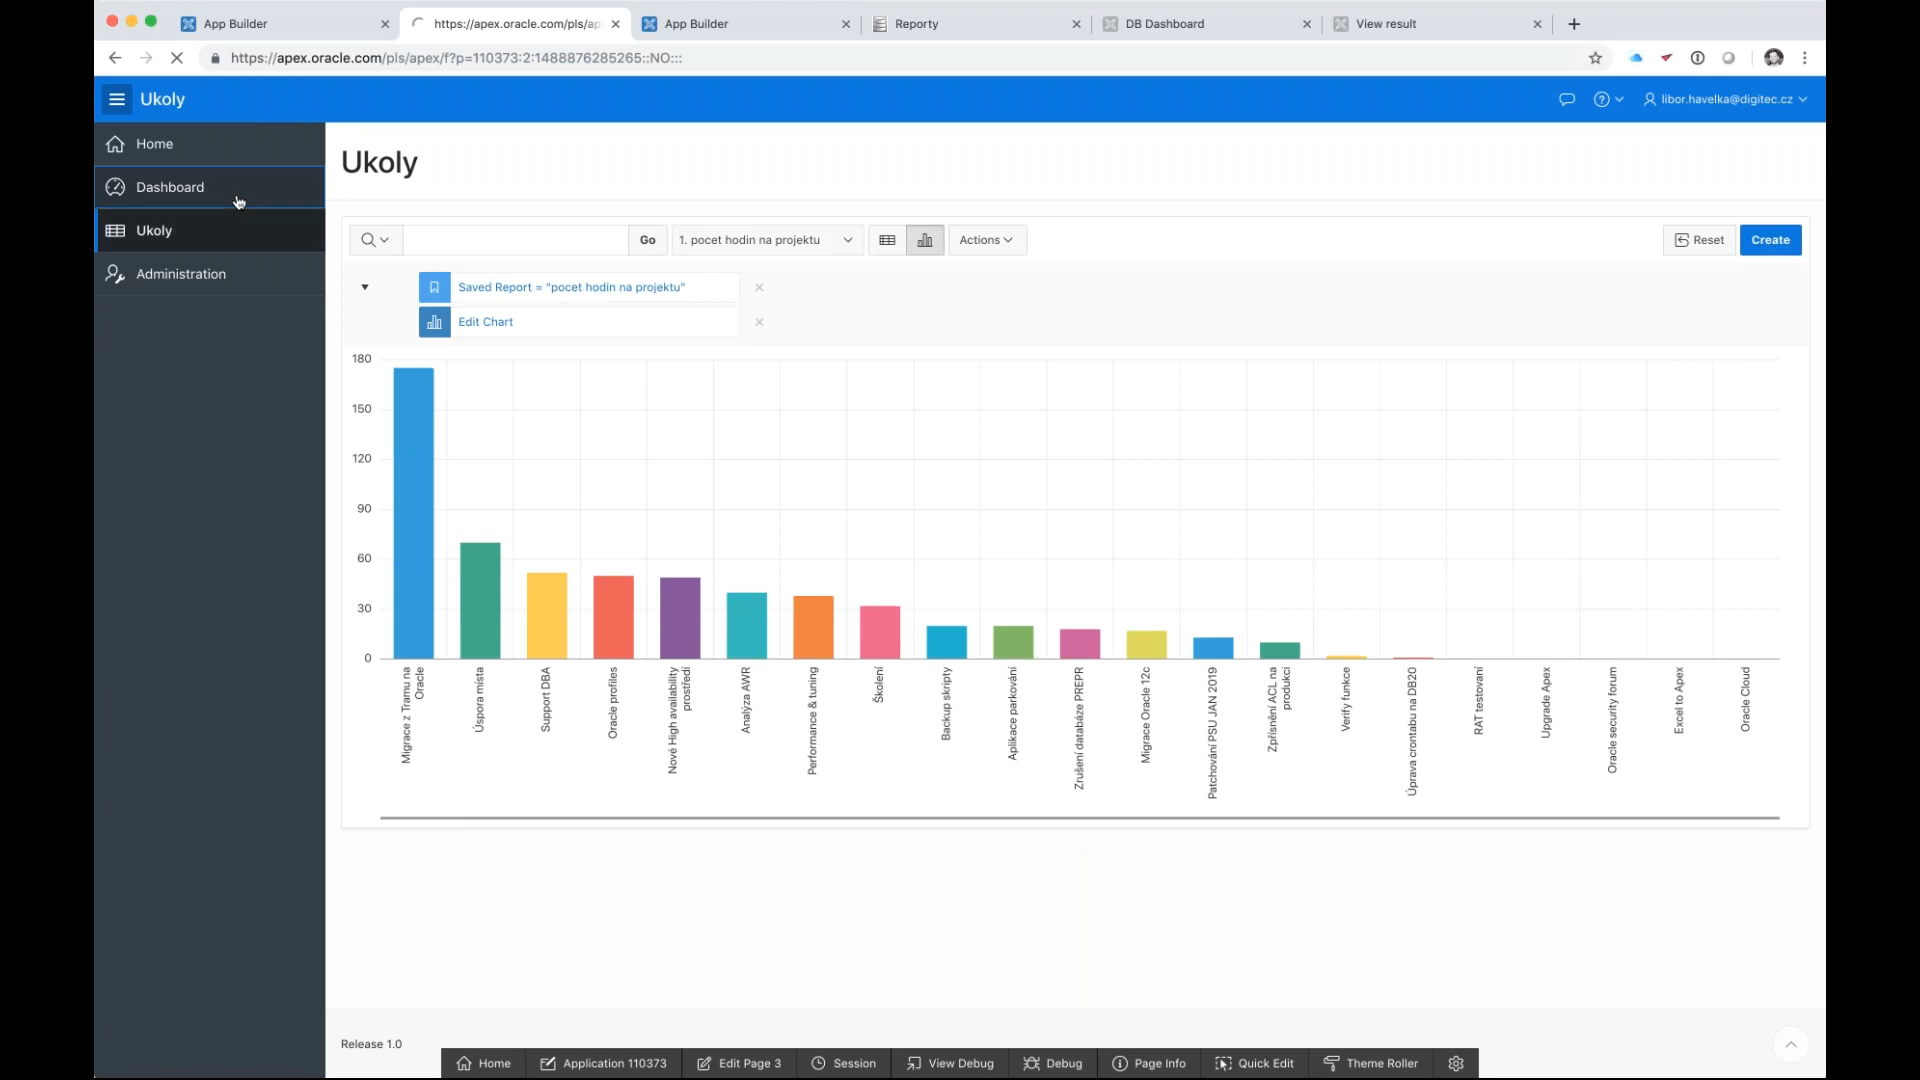 App Builder
https://apex.oracle.com/pls/ap
App Builder
Reporty
DB Dashboard
View result
https://apex.oracle.com/pls/apex/f?p=110373:2:1488876285265::NO:::
Ukoly
libor.havelka@digitec.cz
Home
Dashboard
Ukoly
Administration
Ukoly
Go
1. pocet hodin na projektu
Actions
Reset
Create
Saved Report = "pocet hodin na projektu"
Edit Chart
180
150
120
90
60
30
0
Migrace z Tramu na
Oracle
Úspora místa
Support DBA
Oracle profiles
Nové High availability
prostředí
Analýza AWR
Performance & tuning
Školení
Backup skripty
Aplikace parkování
Zrušení databáze PREPR
Migrace Oracle 12c
Patchování PSU JAN 2019
Zpřísnění ACL na
produkci
Verify funkce
Úprava crontabu na DB20
RAT testovaní
Upgrade Apex
Oracle security forum
Excel to Apex
Oracle Cloud
Release 1.0
Home
Application 110373
Edit Page 3
Session
View Debug
Debug
Page Info
Quick Edit
Theme Roller